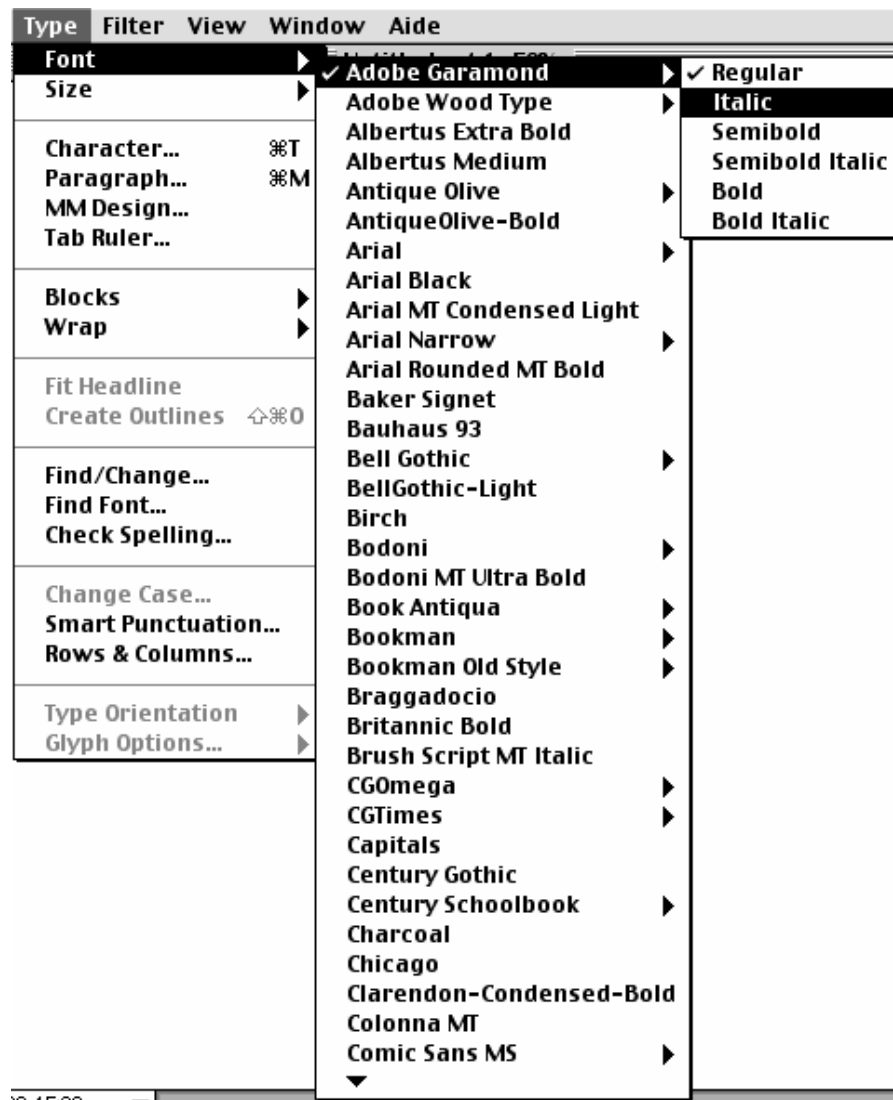 Type Filter View Window Aide
Font
Size
Character... ⌘T
Paragraph... ⌘M
MM Design...
Tab Ruler...
Blocks
Wrap
Fit Headline
Create Outlines ⇧⌘O
Find/Change...
Find Font...
Check Spelling...
Change Case...
Smart Punctuation...
Rows & Columns...
Type Orientation
Glyph Options...
✓ Adobe Garamond
Adobe Wood Type
Albertus Extra Bold
Albertus Medium
Antique Olive
AntiqueOlive-Bold
Arial
Arial Black
Arial MT Condensed Light
Arial Narrow
Arial Rounded MT Bold
Baker Signet
Bauhaus 93
Bell Gothic
BellGothic-Light
Birch
Bodoni
Bodoni MT Ultra Bold
Book Antiqua
Bookman
Bookman Old Style
Braggadocio
Britannic Bold
Brush Script MT Italic
CGOmega
CGTimes
Capitals
Century Gothic
Century Schoolbook
Charcoal
Chicago
Clarendon-Condensed-Bold
Colonna MT
Comic Sans MS
✓ Regular
Italic
Semibold
Semibold Italic
Bold
Bold Italic